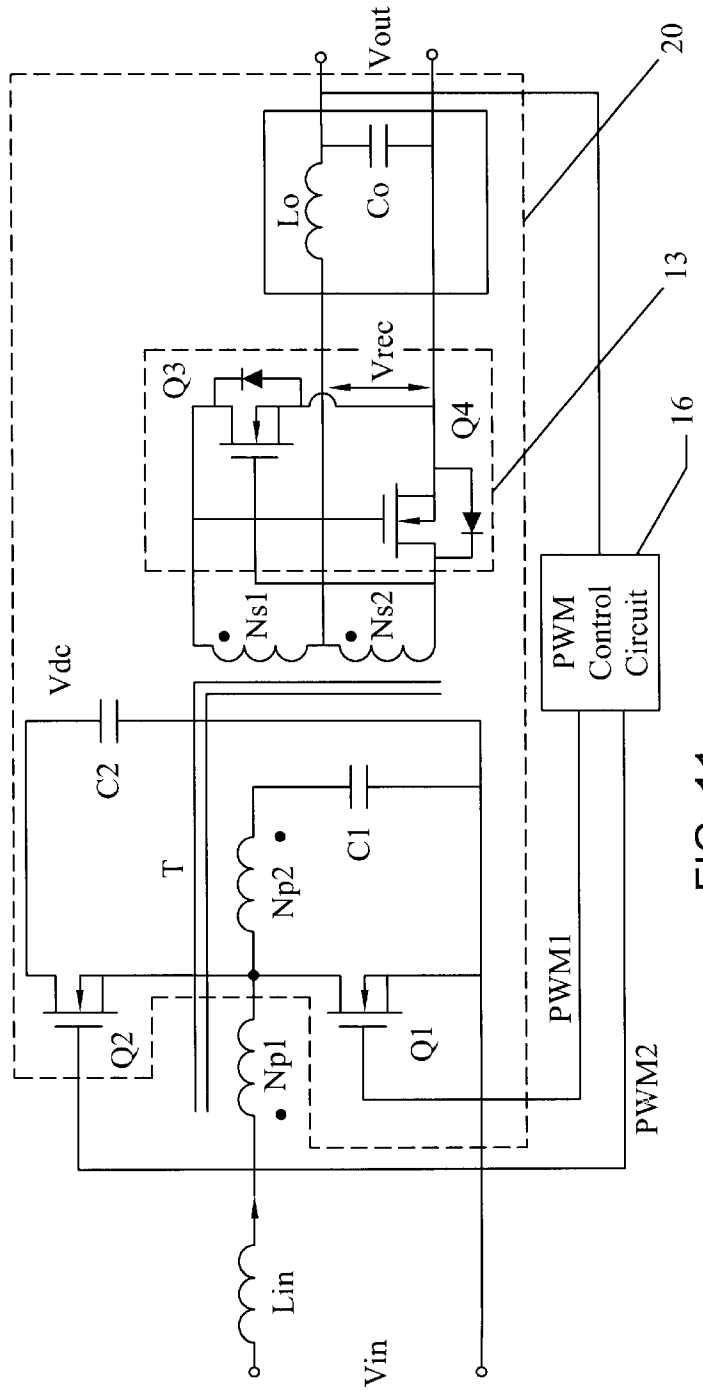 Vin
Lin
Np1
Q2
Q1
T
Np2
C2
C1
Vdc
Ns1
Ns2
Q3
Q4
Vrec
Lo
Co
Vout
PWM1
PWM2
PWM
Control
Circuit
16
13
20
FIG.